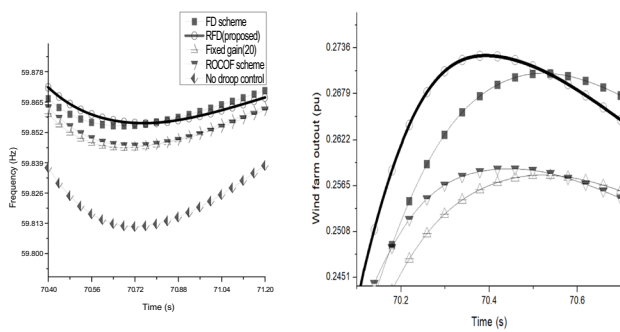 FD scheme
RFD(proposed)
Fixed gain(20)
ROCOF scheme
No droop control
59.878
59.865
59.852
59.839
59.826
59.813
59.800
Frequency (Hz)
70.40 70.56 70.72 70.88 71.04 71.20
Time (s)
0.2736
0.2679
0.2622
0.2565
0.2508
0.2451
Wind farm outout (pu)
70.2 70.4 70.6
Time (s)